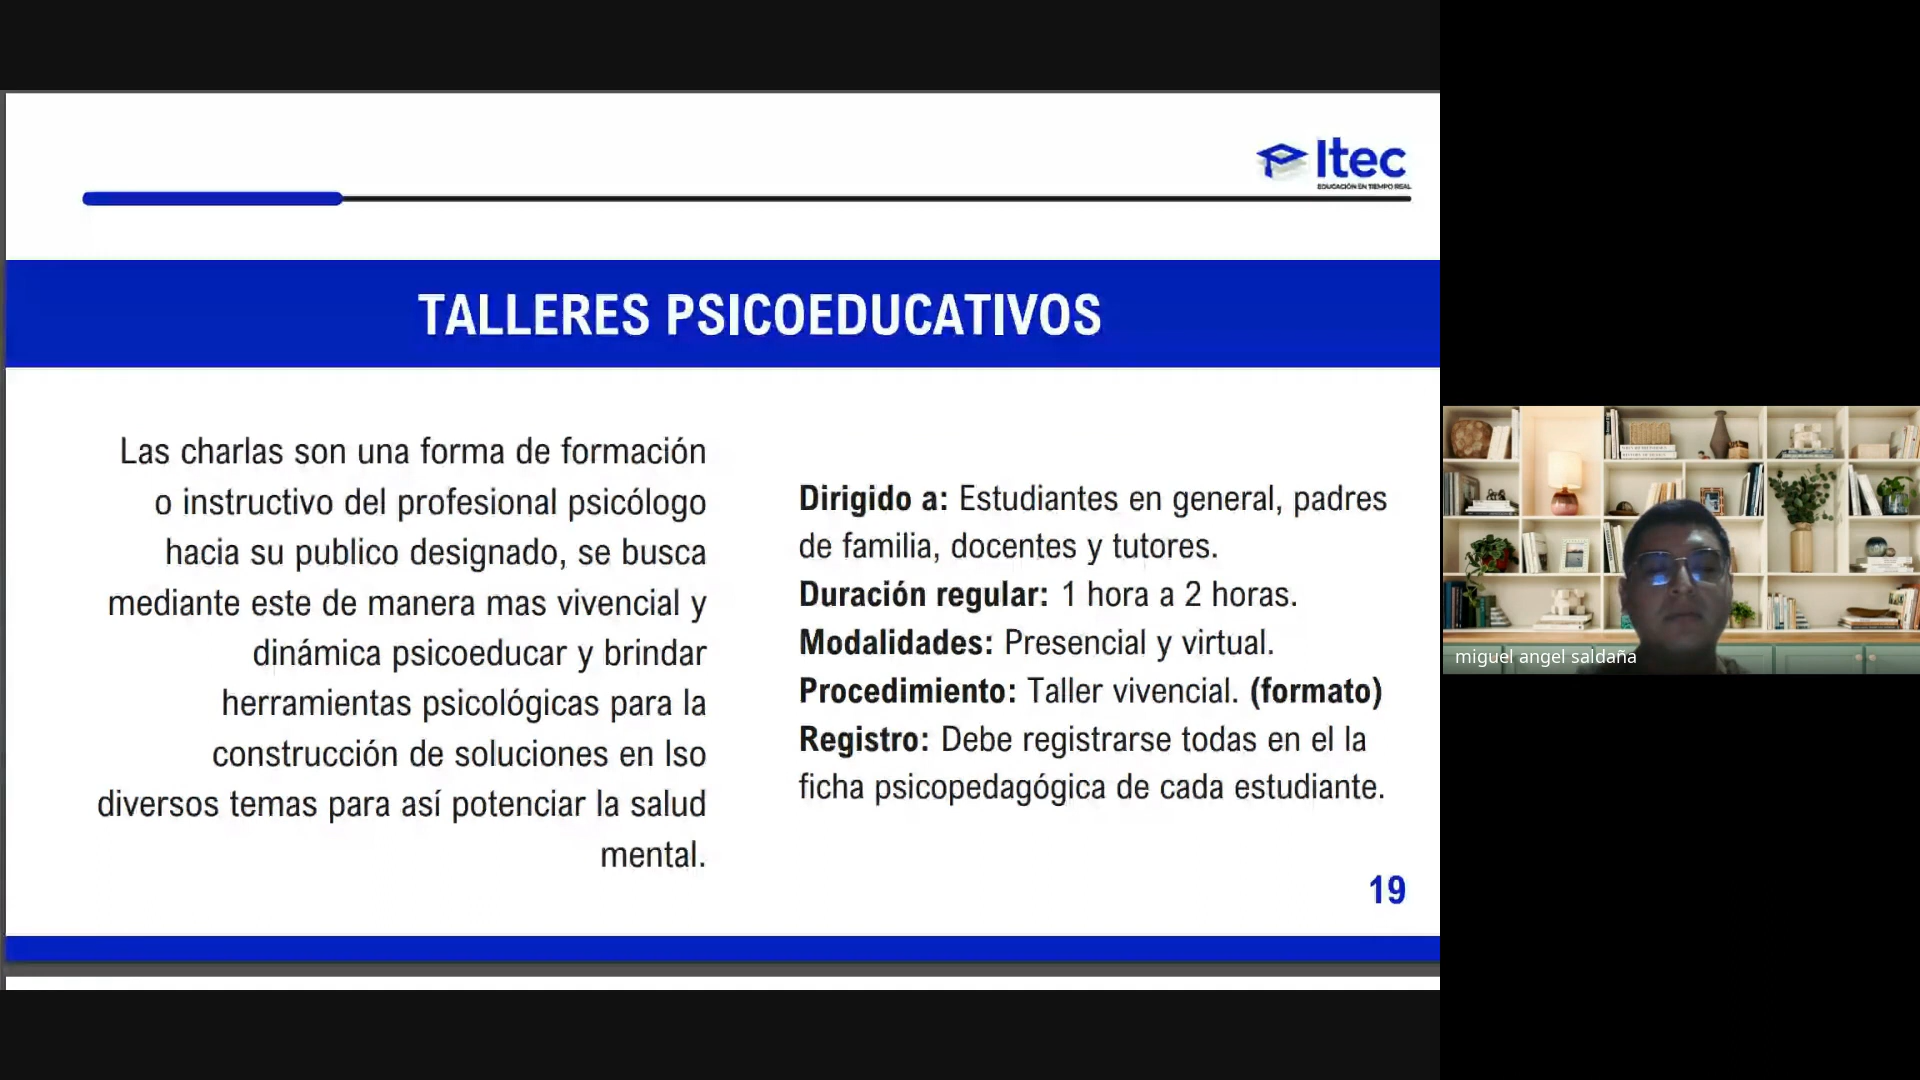 Itec
EDUCACIÓN EN TIEMPO REAL
TALLERES PSICOEDUCATIVOS
Las charlas son una forma de formación
o instructivo del profesional psicólogo
hacia su publico designado, se busca
mediante este de manera mas vivencial y
dinámica psicoeducar y brindar
herramientas psicológicas para la
construcción de soluciones en lso
diversos temas para así potenciar la salud
mental.
Dirigido a: Estudiantes en general, padres
de familia, docentes y tutores.
Duración regular: 1 hora a 2 horas.
Modalidades: Presencial y virtual.
Procedimiento: Taller vivencial. (formato)
Registro: Debe registrarse todas en el la
ficha psicopedagógica de cada estudiante.
19
miguel angel saldaña